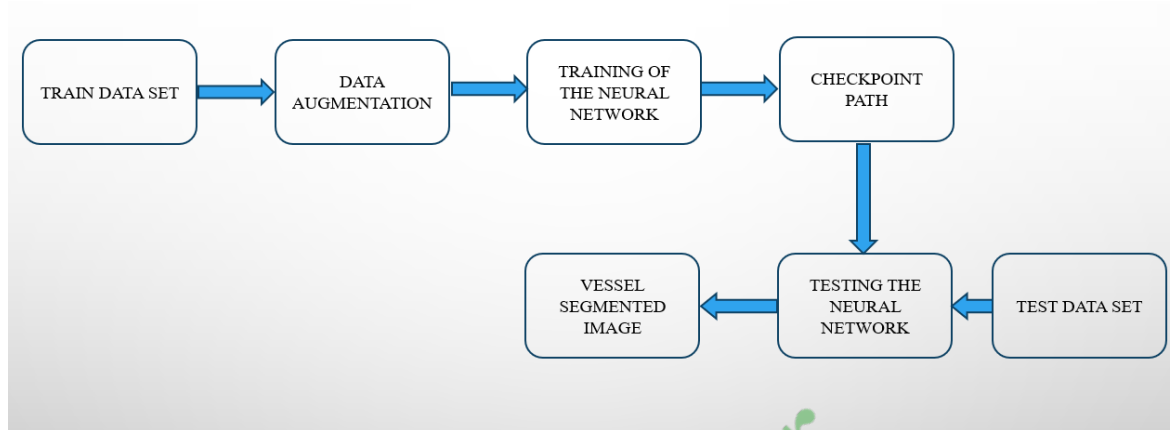 TRAIN DATA SET
DATA
AUGMENTATION
TRAINING OF
THE NEURAL
NETWORK
CHECKPOINT
PATH
VESSEL
SEGMENTED
IMAGE
TESTING THE
NEURAL
NETWORK
TEST DATA SET